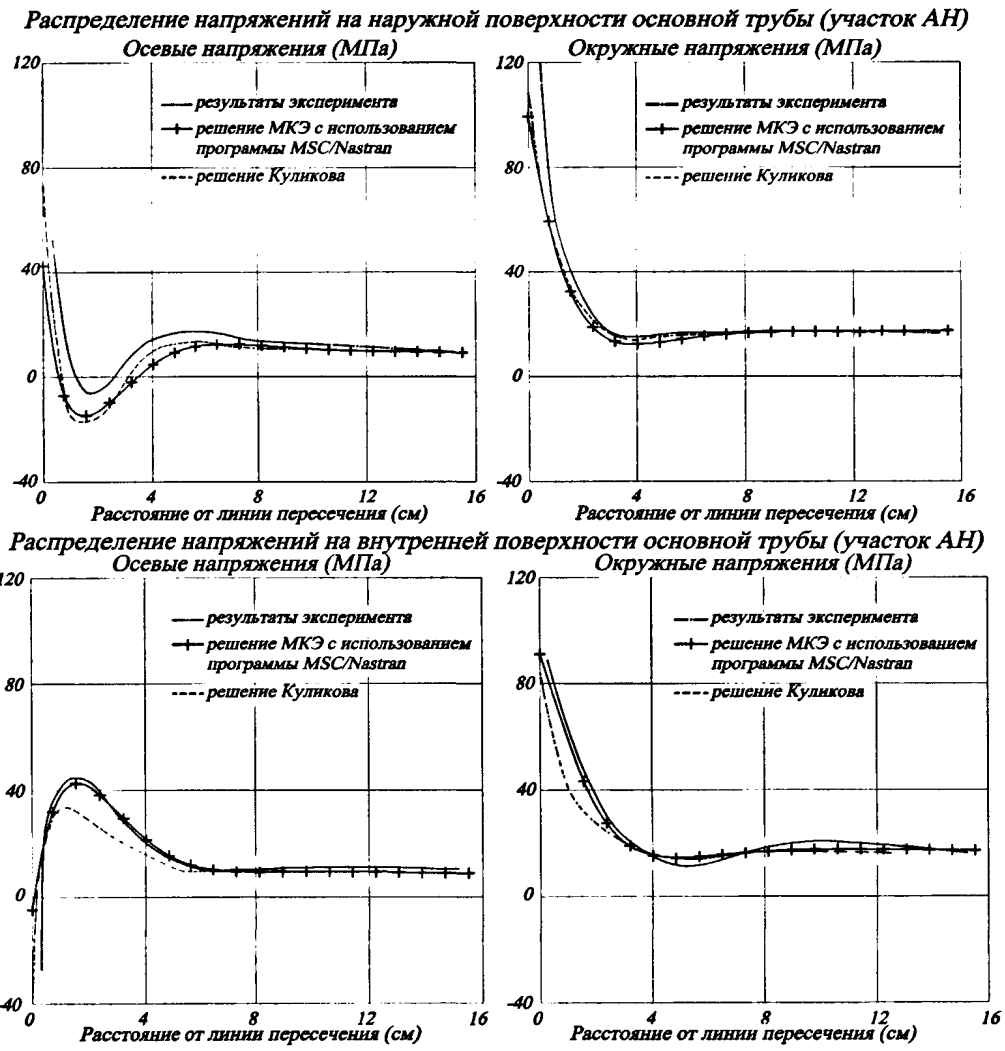 Распределение напряжений на наружной поверхности основной трубы (участок АН)
Осевые напряжения (МПа)
120
80
40
0
-40
0 4 8 12 16
результаты эксперимента
решение МКЭ с использованием
программы MSC/Nastran
решение Куликова
Расстояние от линии пересечения (см)
Окружные напряжения (МПа)
120
80
40
0
-40
0 4 8 12 16
результаты эксперимента
решение МКЭ с использованием
программы MSC/Nastran
решение Куликова
Расстояние от линии пересечения (см)
Распределение напряжений на внутренней поверхности основной трубы (участок АН)
Осевые напряжения (МПа)
120
80
40
0
-40
0 4 8 12 16
результаты эксперимента
решение МКЭ с использованием
программы MSC/Nastran
решение Куликова
Расстояние от линии пересечения (см)
Окружные напряжения (МПа)
120
80
40
0
-40
0 4 8 12 16
результаты эксперимента
решение МКЭ с использованием
программы MSC/Nastran
решение Куликова
Расстояние от линии пересечения (см)